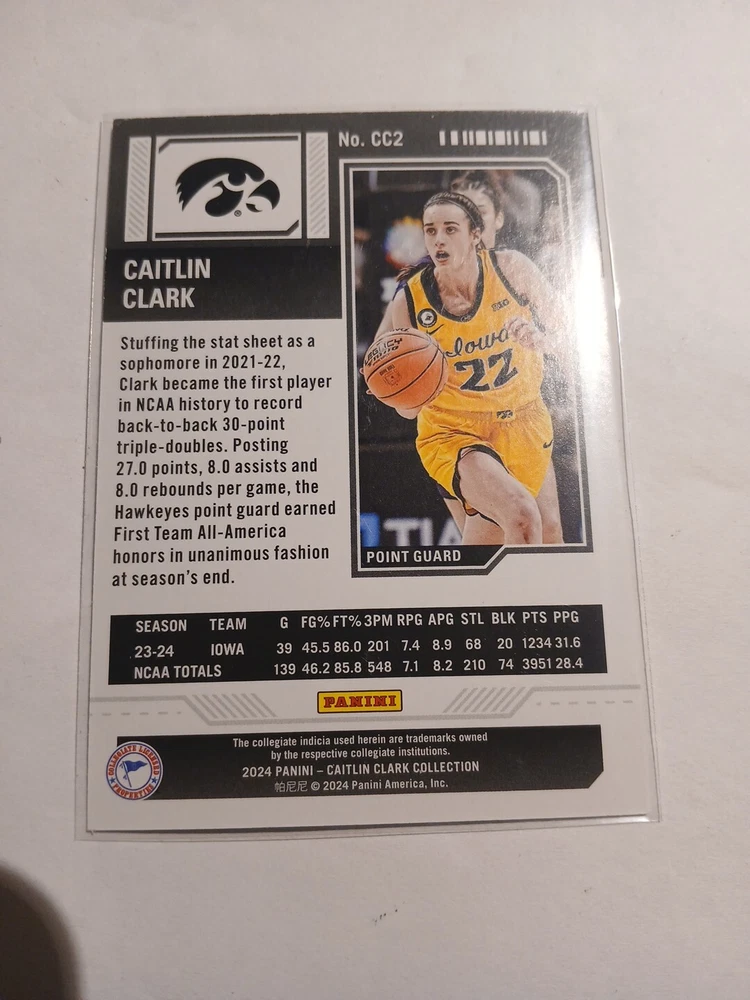 No. CC2
CAITLIN
CLARK
Stuffing the stat sheet as a
sophomore in 2021-22,
Clark became the first player
in NCAA history to record
back-to-back 30-point
triple-doubles. Posting
27.0 points, 8.0 assists and
8.0 rebounds per game, the
Hawkeyes point guard earned
First Team All-America
honors in unanimous fashion
at season's end.
Iowa
22
POINT GUARD
SEASON TEAM G FG% FT% 3PM RPG APG STL BLK PTS PPG
23-24 IOWA 39 45.5 86.0 201 7.4 8.9 68 20 1234 31.6
NCAA TOTALS 139 46.2 85.8 548 7.1 8.2 210 74 3951 28.4
PANINI
The collegiate indicia used herein are trademarks owned
by the respective collegiate institutions.
2024 PANINI – CAITLIN CLARK COLLECTION
帕尼尼 © 2024 Panini America, Inc.
COLLEGIATE LICENSED
PROPERTIES